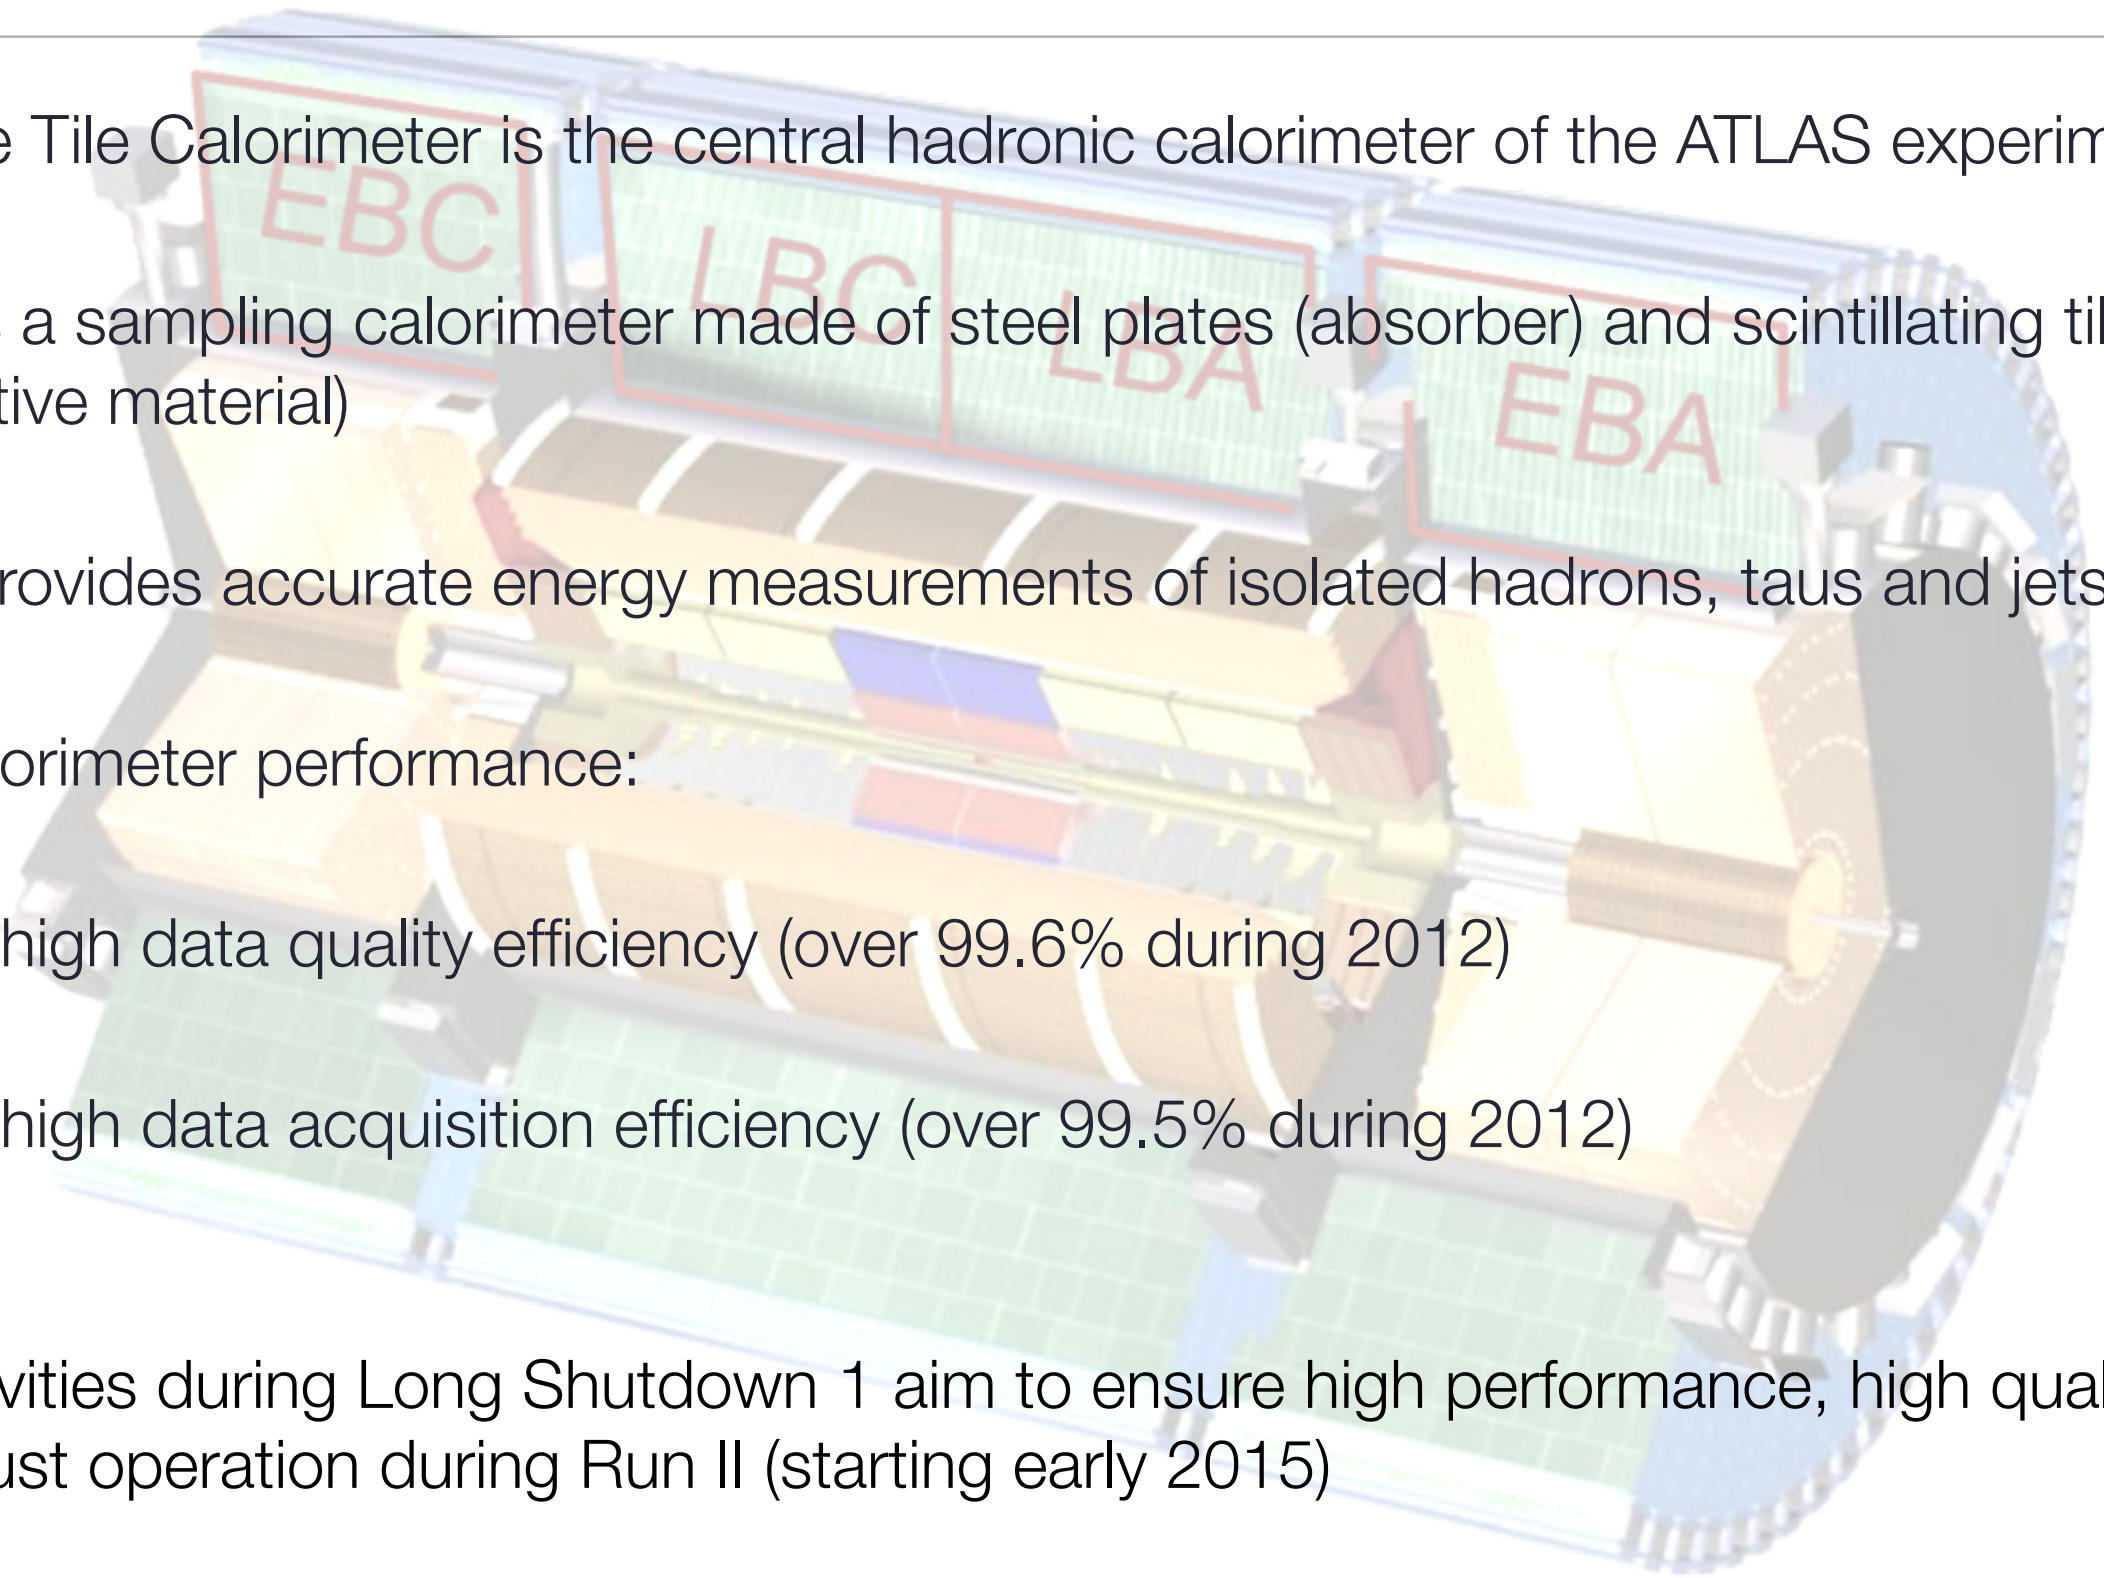 e Tile Calorimeter is the central hadronic calorimeter of the ATLAS experim
EBC
LBC
LBA
EBA
a sampling calorimeter made of steel plates (absorber) and scintillating til
tive material)
rovides accurate energy measurements of isolated hadrons, taus and jets
orimeter performance:
high data quality efficiency (over 99.6% during 2012)
high data acquisition efficiency (over 99.5% during 2012)
vities during Long Shutdown 1 aim to ensure high performance, high qual
ust operation during Run II (starting early 2015)